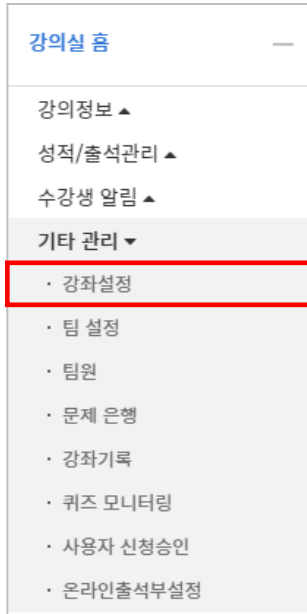 강의실 홈 —
강의정보 ▲
성적/출석관리 ▲
수강생 알림 ▲
기타 관리 ▼
· 강좌설정
· 팀 설정
· 팀원
· 문제 은행
· 강좌기록
· 퀴즈 모니터링
· 사용자 신청승인
· 온라인출석부설정